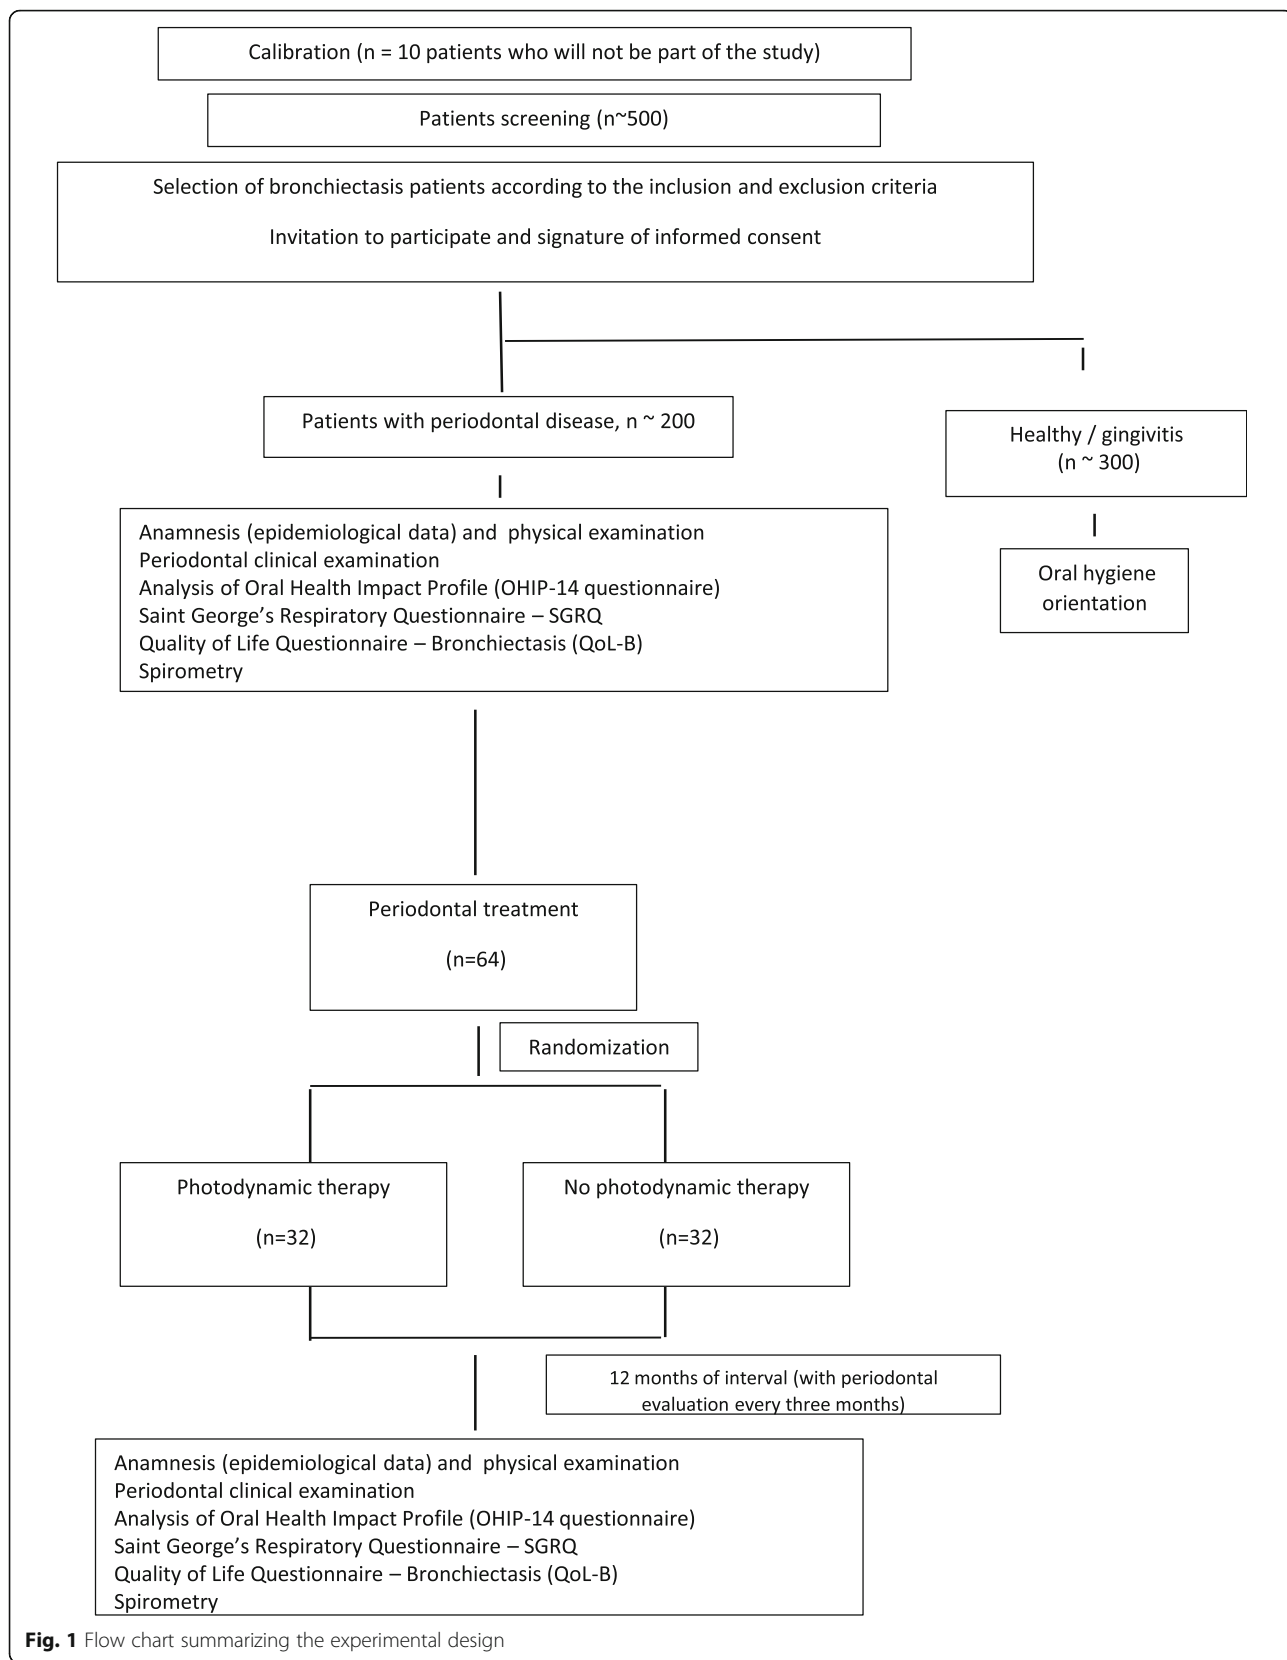 Calibration (n = 10 patients who will not be part of the study)
Patients screening (n~500)
Selection of bronchiectasis patients according to the inclusion and exclusion criteria
Invitation to participate and signature of informed consent
Patients with periodontal disease, n ~ 200
Healthy / gingivitis
(n ~ 300)
Anamnesis (epidemiological data) and  physical examination
Periodontal clinical examination
Analysis of Oral Health Impact Profile (OHIP-14 questionnaire)
Saint George’s Respiratory Questionnaire – SGRQ
Quality of Life Questionnaire – Bronchiectasis (QoL-B)
Spirometry
Oral hygiene
orientation
Periodontal treatment
(n=64)
Randomization
Photodynamic therapy
(n=32)
No photodynamic therapy
(n=32)
12 months of interval (with periodontal
evaluation every three months)
Anamnesis (epidemiological data) and  physical examination
Periodontal clinical examination
Analysis of Oral Health Impact Profile (OHIP-14 questionnaire)
Saint George’s Respiratory Questionnaire – SGRQ
Quality of Life Questionnaire – Bronchiectasis (QoL-B)
Spirometry
Fig. 1 Flow chart summarizing the experimental design